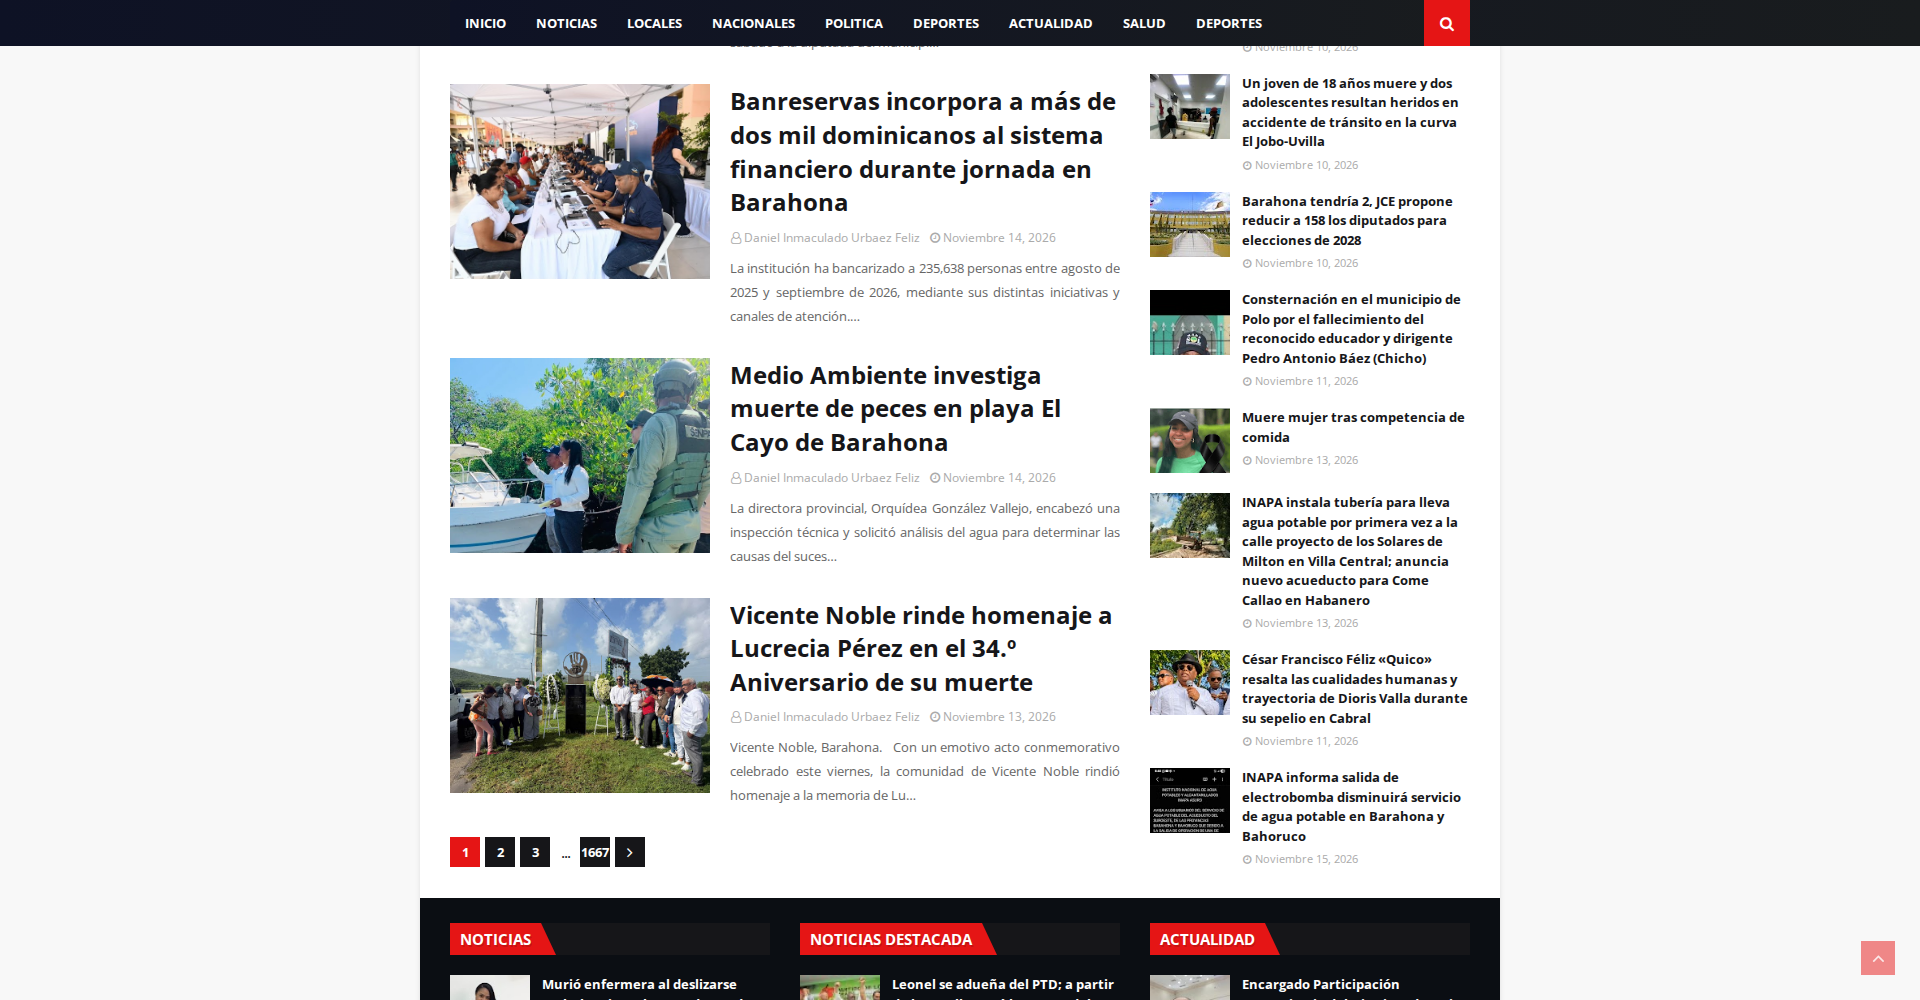 INICIO NOTICIAS LOCALES NACIONALES POLITICA DEPORTES ACTUALIDAD SALUD DEPORTES
Banreservas incorpora a más de
dos mil dominicanos al sistema
financiero durante jornada en
Barahona
Daniel Inmaculado Urbaez Feliz Noviembre 14, 2026
La institución ha bancarizado a 235,638 personas entre agosto de
2025 y septiembre de 2026, mediante sus distintas iniciativas y
canales de atención....
Medio Ambiente investiga
muerte de peces en playa El
Cayo de Barahona
Daniel Inmaculado Urbaez Feliz Noviembre 14, 2026
La directora provincial, Orquídea González Vallejo, encabezó una
inspección técnica y solicitó análisis del agua para determinar las
causas del suces...
Vicente Noble rinde homenaje a
Lucrecia Pérez en el 34.º
Aniversario de su muerte
Daniel Inmaculado Urbaez Feliz Noviembre 13, 2026
Vicente Noble, Barahona. Con un emotivo acto conmemorativo
celebrado este viernes, la comunidad de Vicente Noble rindió
homenaje a la memoria de Lu...
1 2 3 ... 1667
Noviembre 10, 2026
Un joven de 18 años muere y dos
adolescentes resultan heridos en
accidente de tránsito en la curva
El Jobo-Uvilla
Noviembre 10, 2026
Barahona tendría 2, JCE propone
reducir a 158 los diputados para
elecciones de 2028
Noviembre 10, 2026
Consternación en el municipio de
Polo por el fallecimiento del
reconocido educador y dirigente
Pedro Antonio Báez (Chicho)
Noviembre 11, 2026
Muere mujer tras competencia de
comida
Noviembre 13, 2026
INAPA instala tubería para lleva
agua potable por primera vez a la
calle proyecto de los Solares de
Milton en Villa Central; anuncia
nuevo acueducto para Come
Callao en Habanero
Noviembre 13, 2026
César Francisco Féliz «Quico»
resalta las cualidades humanas y
trayectoria de Dioris Valla durante
su sepelio en Cabral
Noviembre 11, 2026
INAPA informa salida de
electrobomba disminuirá servicio
de agua potable en Barahona y
Bahoruco
Noviembre 15, 2026
NOTICIAS
Murió enfermera al deslizarse
NOTICIAS DESTACADA
Leonel se adueña del PTD; a partir
ACTUALIDAD
Encargado Participación